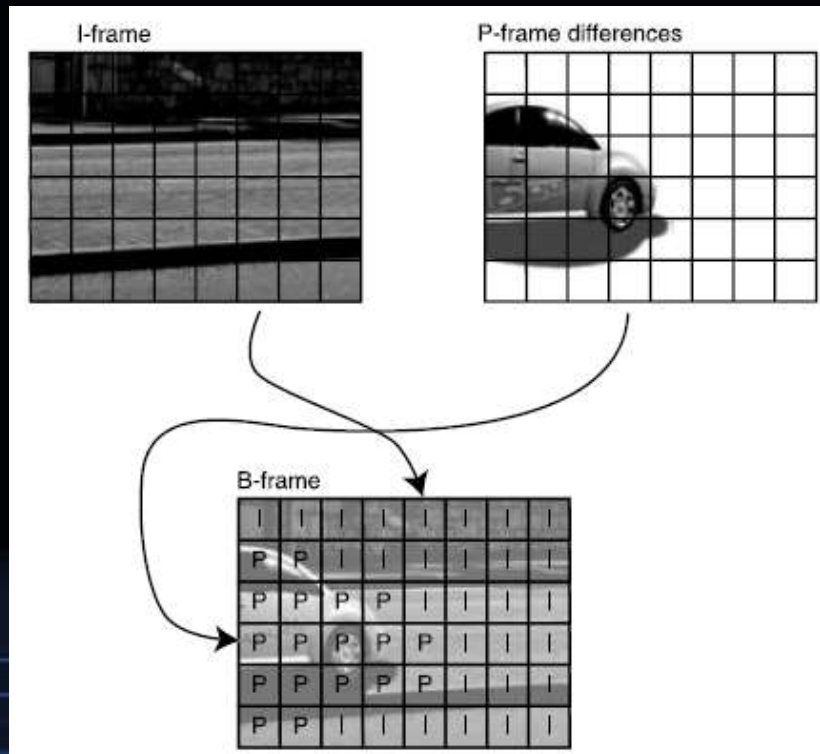 I-frame
P-frame differences
B-frame
I I I I I I I I
P P I I I I I I
P P P P I I I I
P P P P P I I I
P P P P P I I I
P P I I I I I I